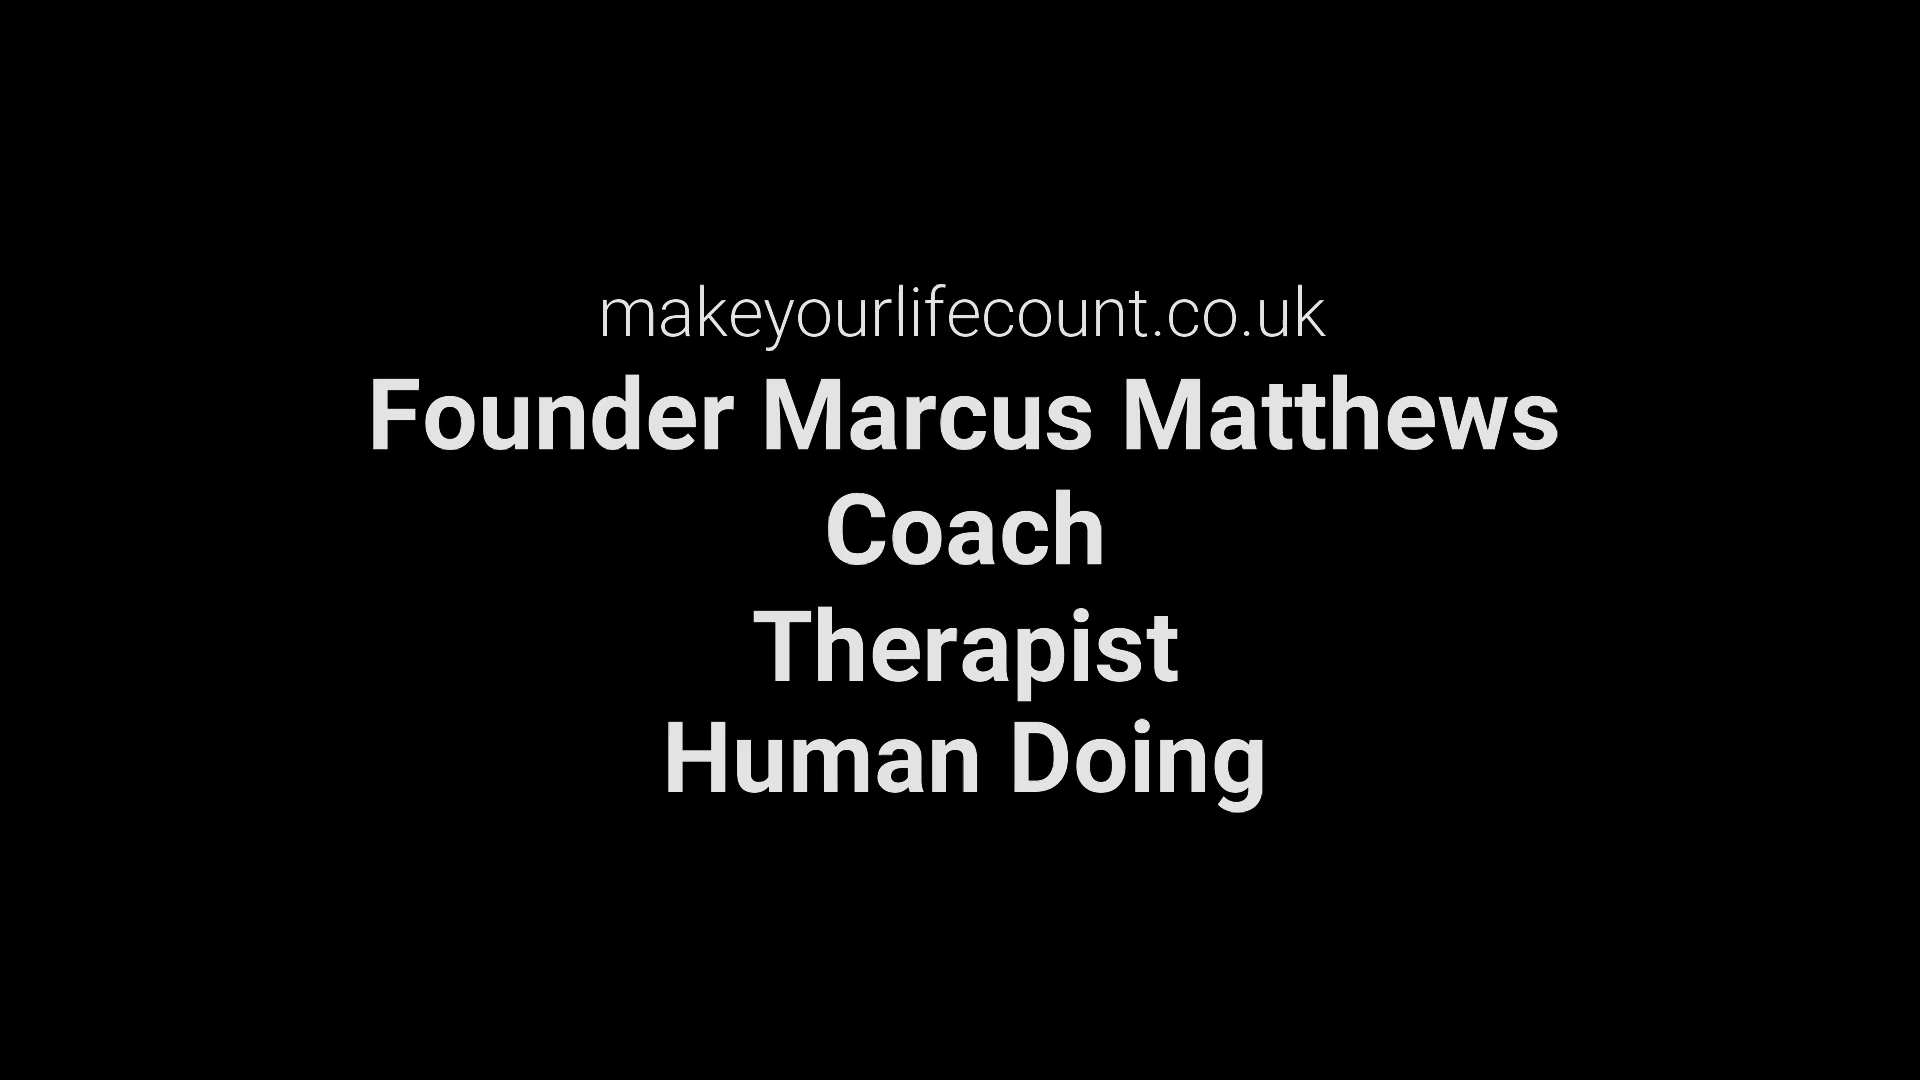 makeyourlifecount.co.uk
Founder Marcus Matthews
Coach
Therapist
Human Doing